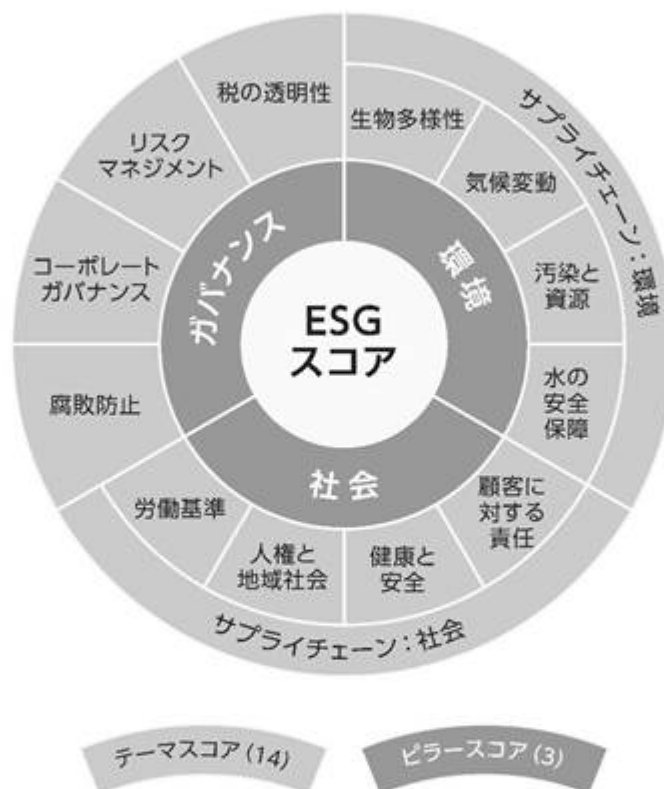 ESG
スコア
環境
生物多様性
気候変動
汚染と
資源
水の
安全
保障
サプライチェーン：環境
社会
顧客に
対する
責任
健康と
安全
人権と
地域社会
労働基準
サプライチェーン：社会
ガバナンス
腐敗防止
コーポレート
ガバナンス
リスク
マネジメント
税の透明性
テーマスコア (14)
ピラースコア (3)